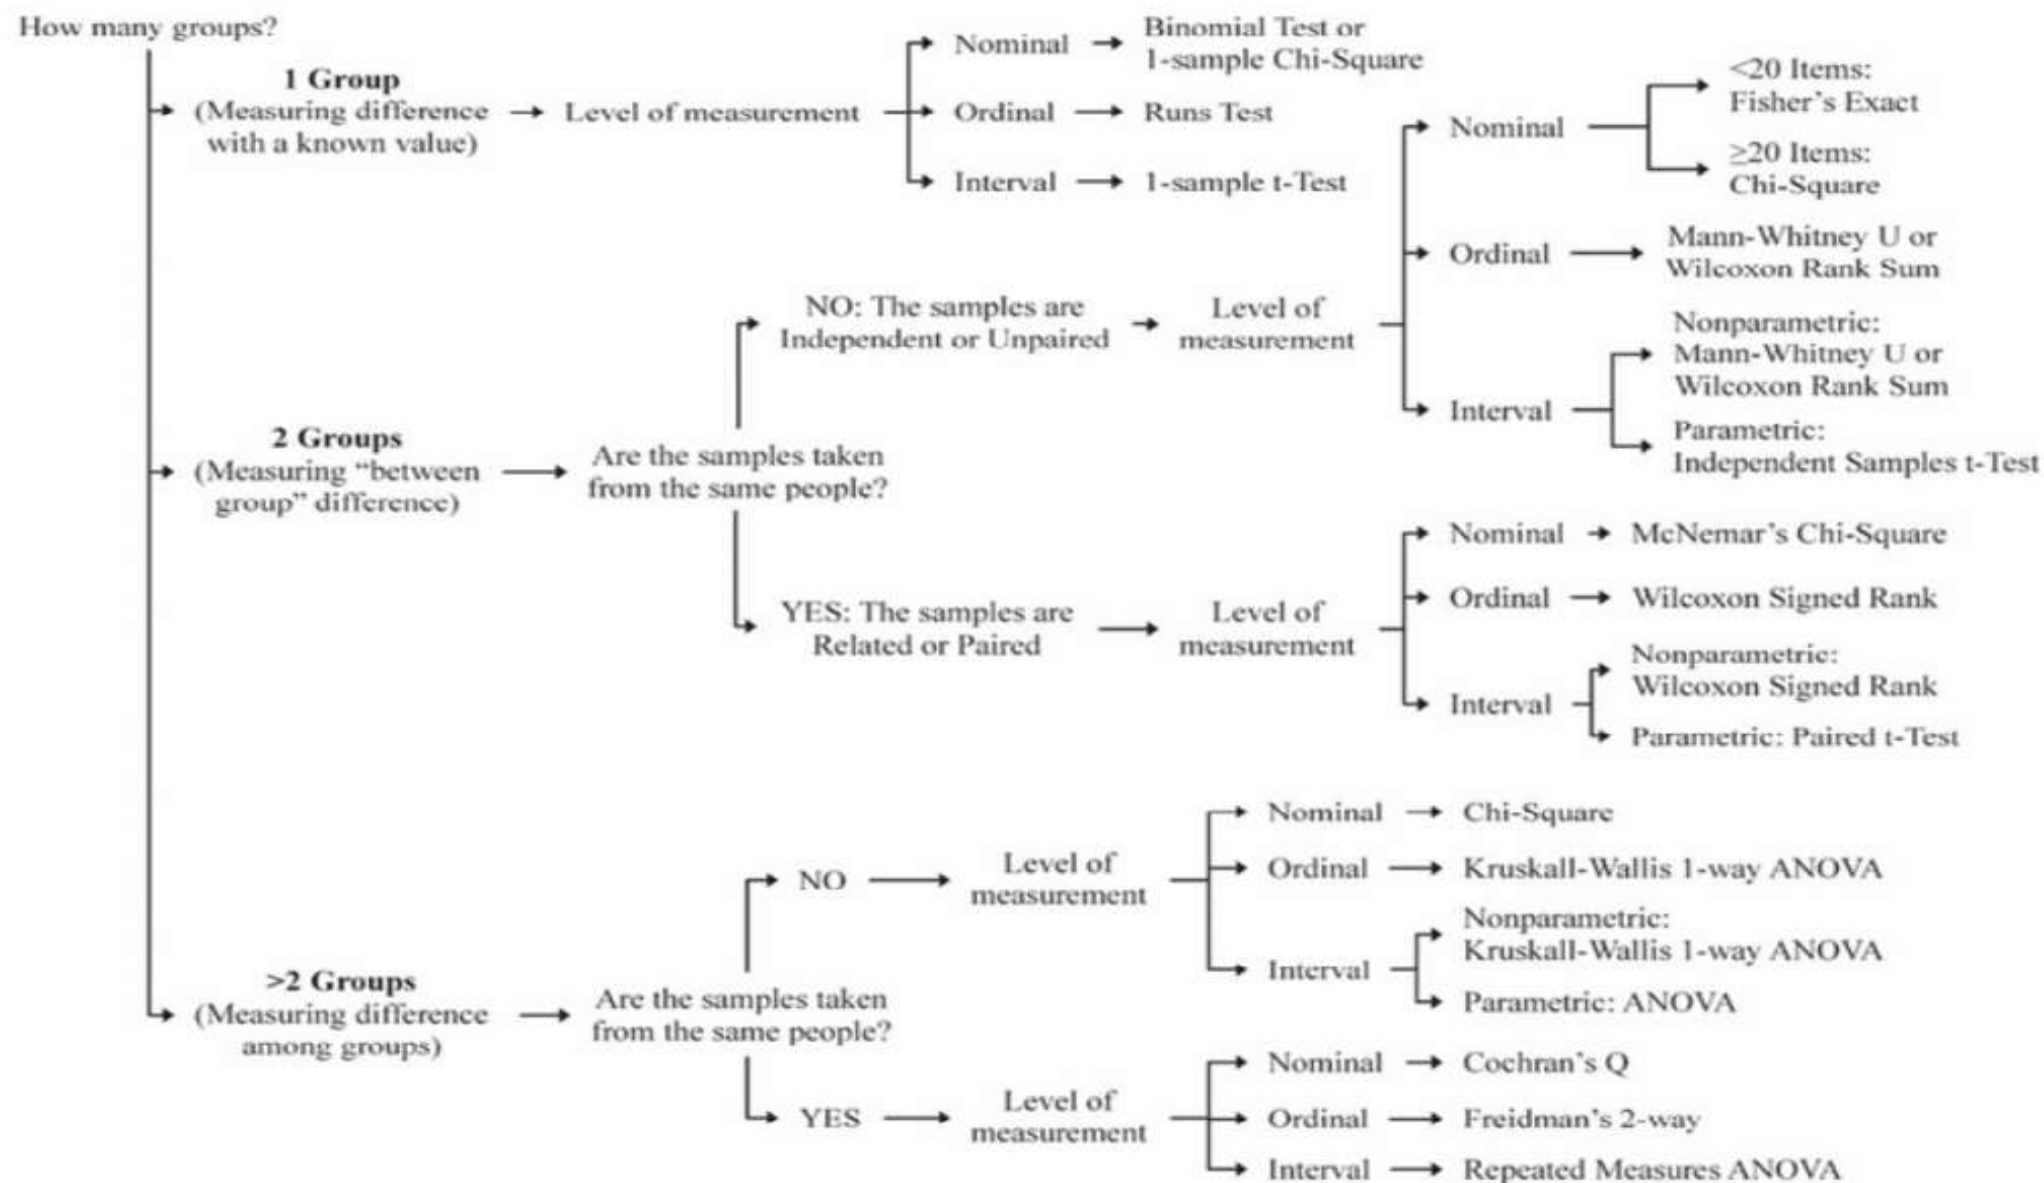 How many groups?
1 Group
(Measuring difference
with a known value)
Level of measurement
Nominal
Binomial Test or
1-sample Chi-Square
Ordinal
Runs Test
Interval
1-sample t-Test
2 Groups
(Measuring “between
group” difference)
Are the samples taken
from the same people?
NO: The samples are
Independent or Unpaired
Level of
measurement
Nominal
<20 Items:
Fisher’s Exact
≥20 Items:
Chi-Square
Ordinal
Mann-Whitney U or
Wilcoxon Rank Sum
Interval
Nonparametric:
Mann-Whitney U or
Wilcoxon Rank Sum
Parametric:
Independent Samples t-Test
YES: The samples are
Related or Paired
Level of
measurement
Nominal
McNemar’s Chi-Square
Ordinal
Wilcoxon Signed Rank
Interval
Nonparametric:
Wilcoxon Signed Rank
Parametric: Paired t-Test
>2 Groups
(Measuring difference
among groups)
Are the samples taken
from the same people?
NO
Level of
measurement
Nominal
Chi-Square
Ordinal
Kruskall-Wallis 1-way ANOVA
Interval
Nonparametric:
Kruskall-Wallis 1-way ANOVA
Parametric: ANOVA
YES
Level of
measurement
Nominal
Cochran’s Q
Ordinal
Freidman’s 2-way
Interval
Repeated Measures ANOVA